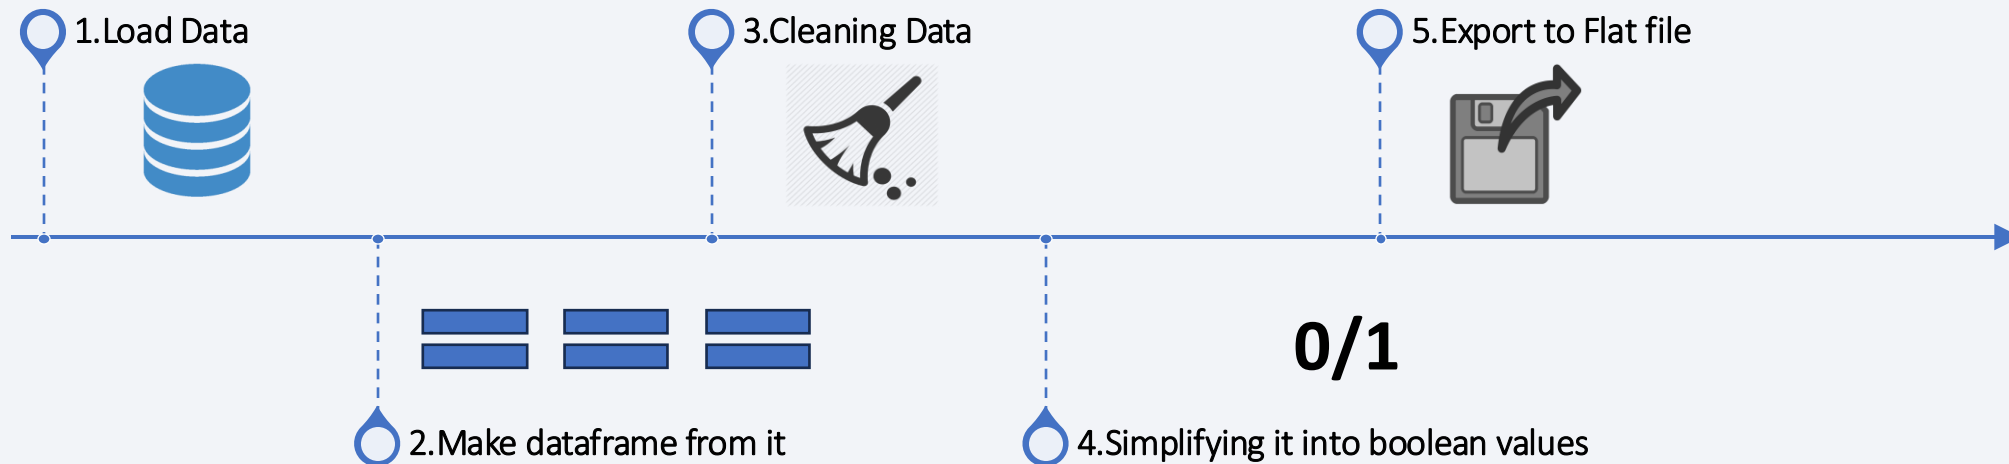 1.Load Data
2.Make dataframe from it
3.Cleaning Data
4.Simplifying it into boolean values
0/1
5.Export to Flat file